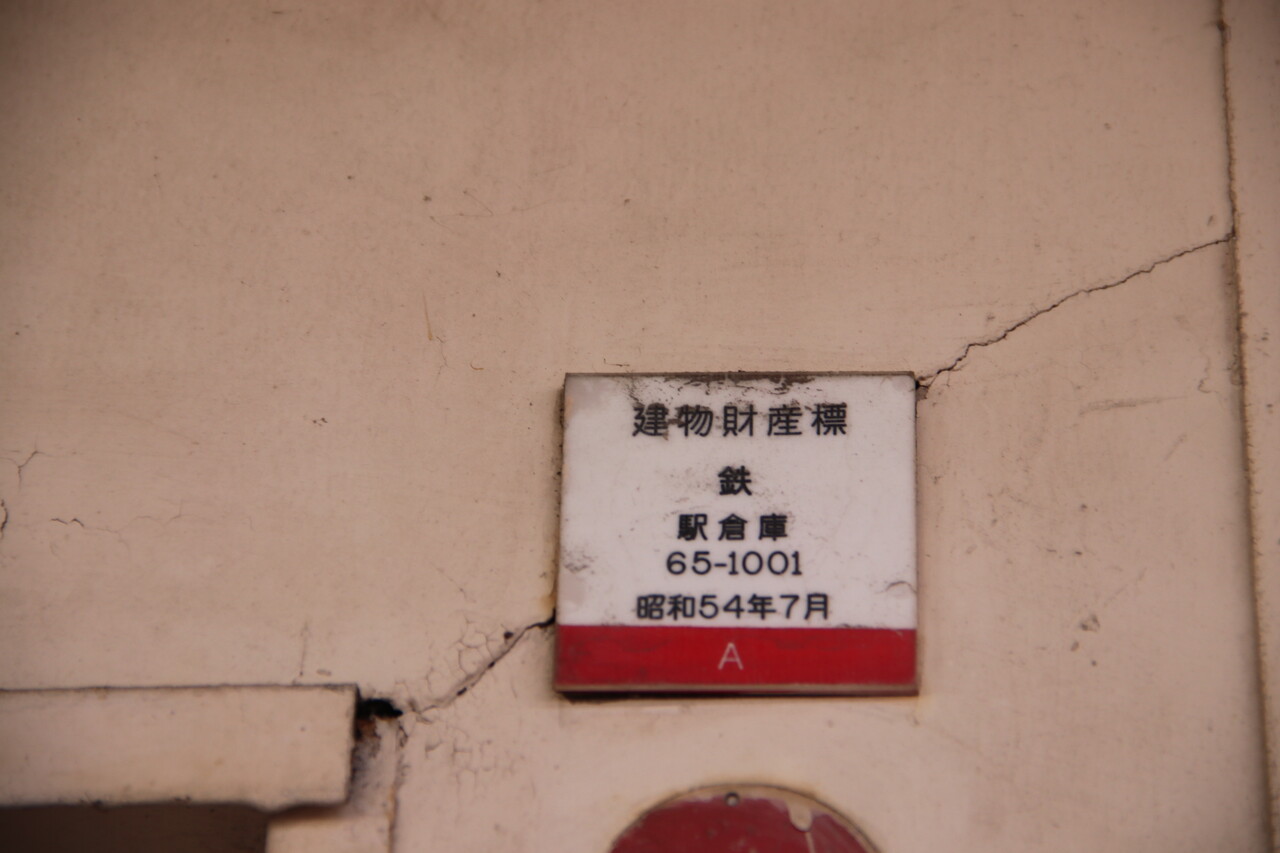 建物財産標
鉄
駅倉庫
65-1001
昭和54年7月
A